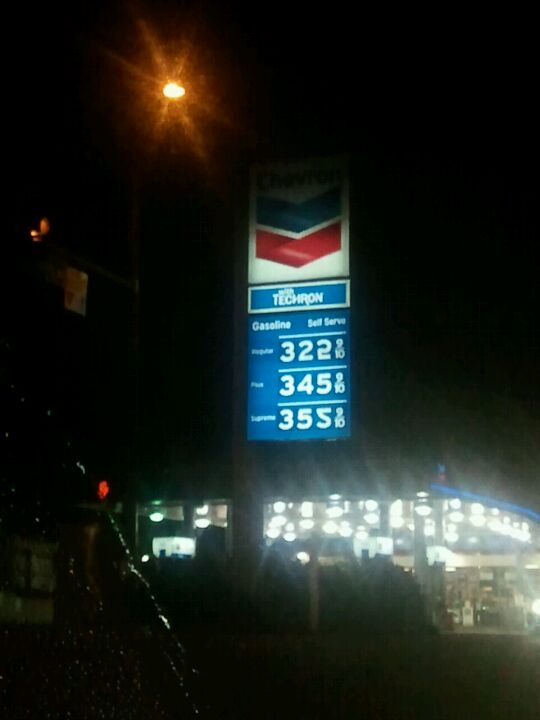 Chevron
with
TECHRON
Gasoline Self Serve
Regular 322 9/10
Plus 345 9/10
Supreme 355 9/10